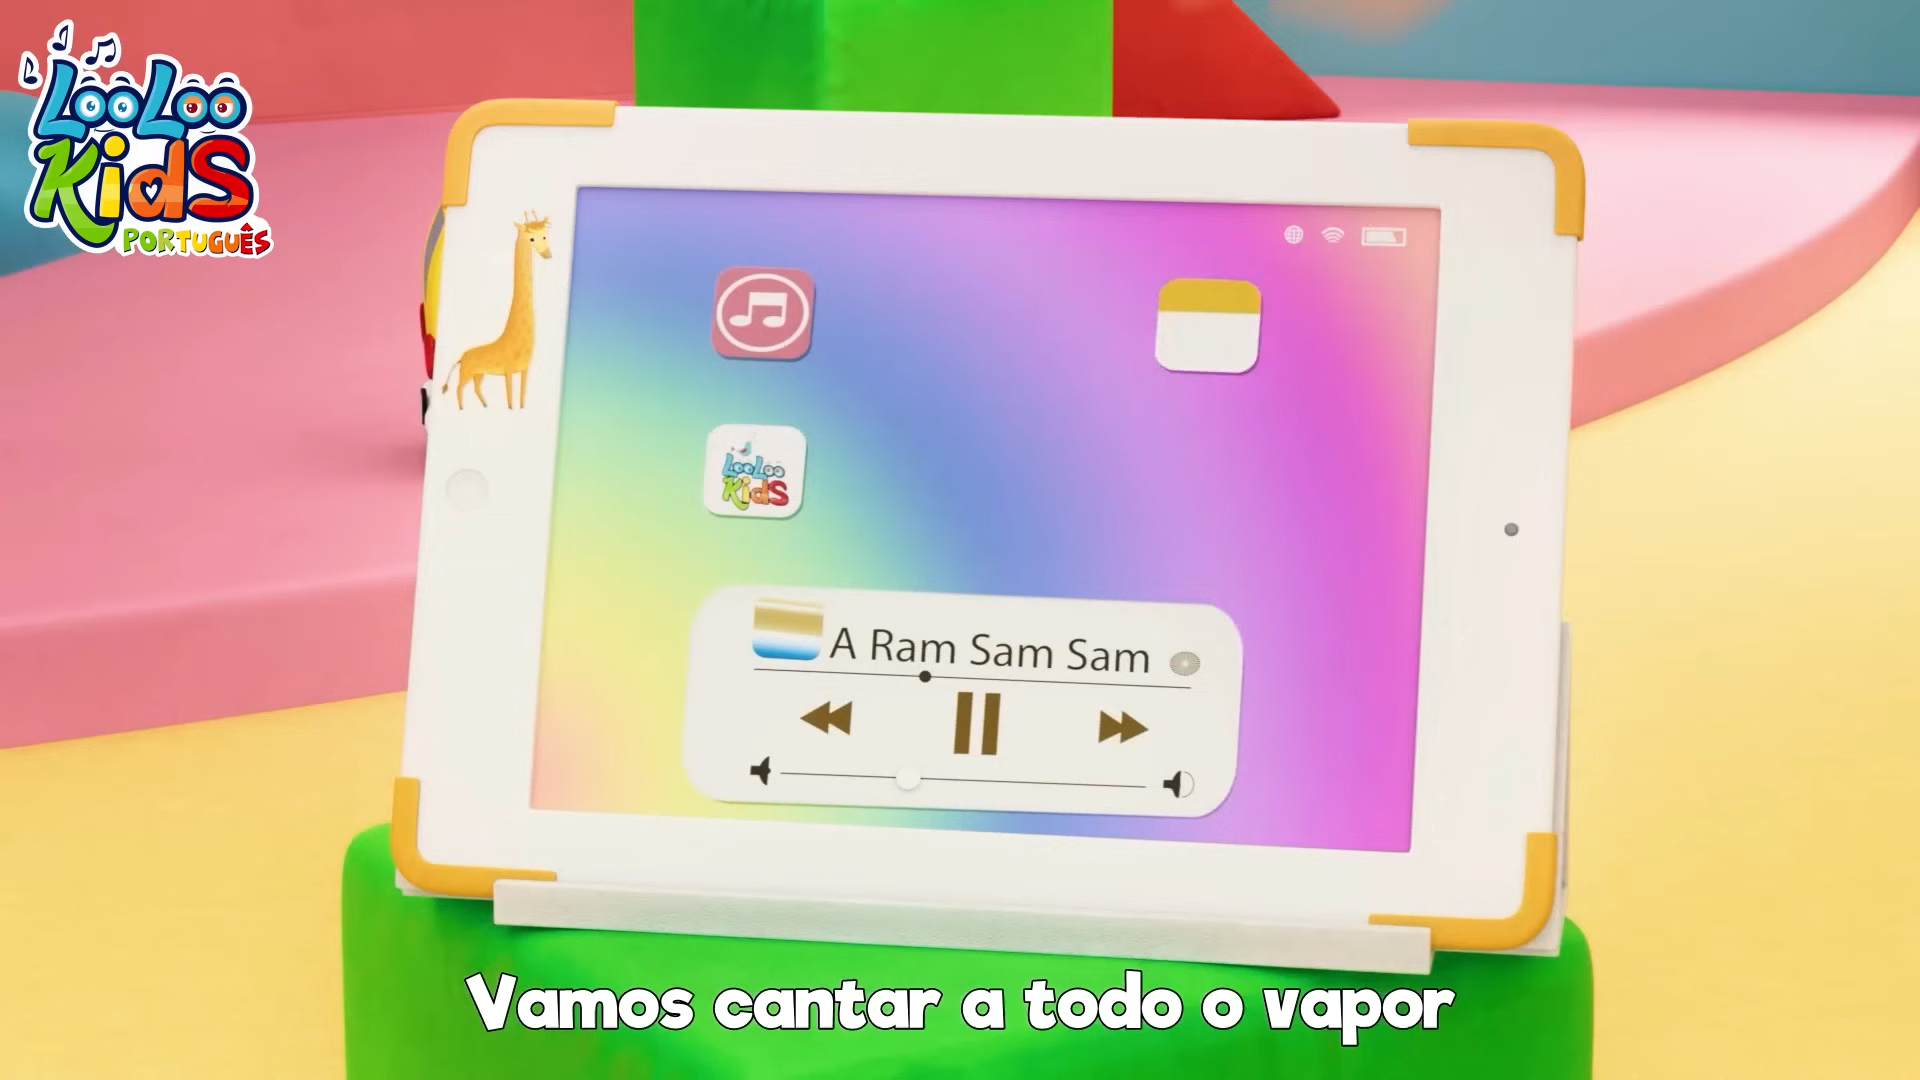 LooLoo
Kids
PORTUGUÊS
LooLoo
Kids
A Ram Sam Sam
Vamos cantar a todo o vapor